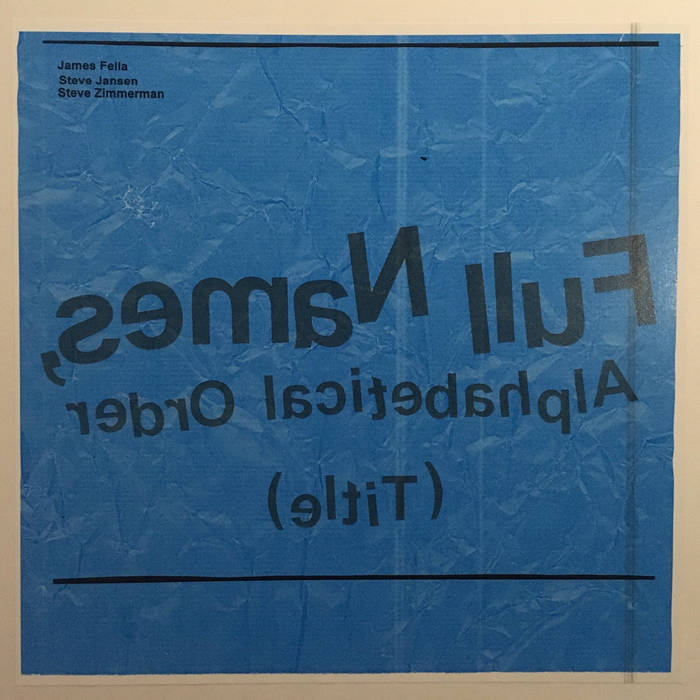 James Fella
Steve Jansen
Steve Zimmerman
Full Names,
Alphabetical Order
(Title)